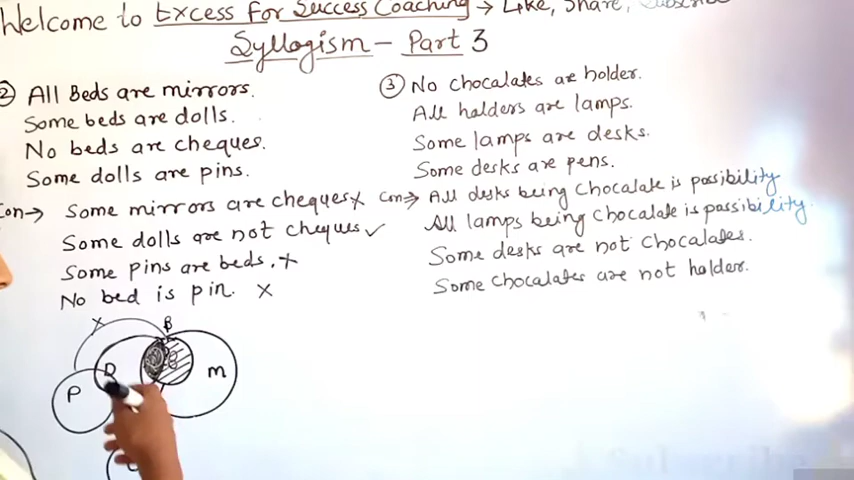 Welcome to Excess For Success Coaching → Like, Share, Subscribe
Syllogism - Part 3
② All Beds are mirrors.
Some beds are dolls.
No beds are cheques.
Some dolls are pins.
Con→ Some mirrors are cheques x
Some dolls are not cheques ✓
Some pins are beds. x
No bed is pin. x
③ No chocalates are holder.
All holders are lamps.
Some lamps are desks.
Some desks are pens.
Con→ All desks being Chocalate is possibility
All lamps being Chocalate is possibility.
Some desks are not Chocalates.
Some Chocalates are not holder.
x B
D m
P
Subscribe